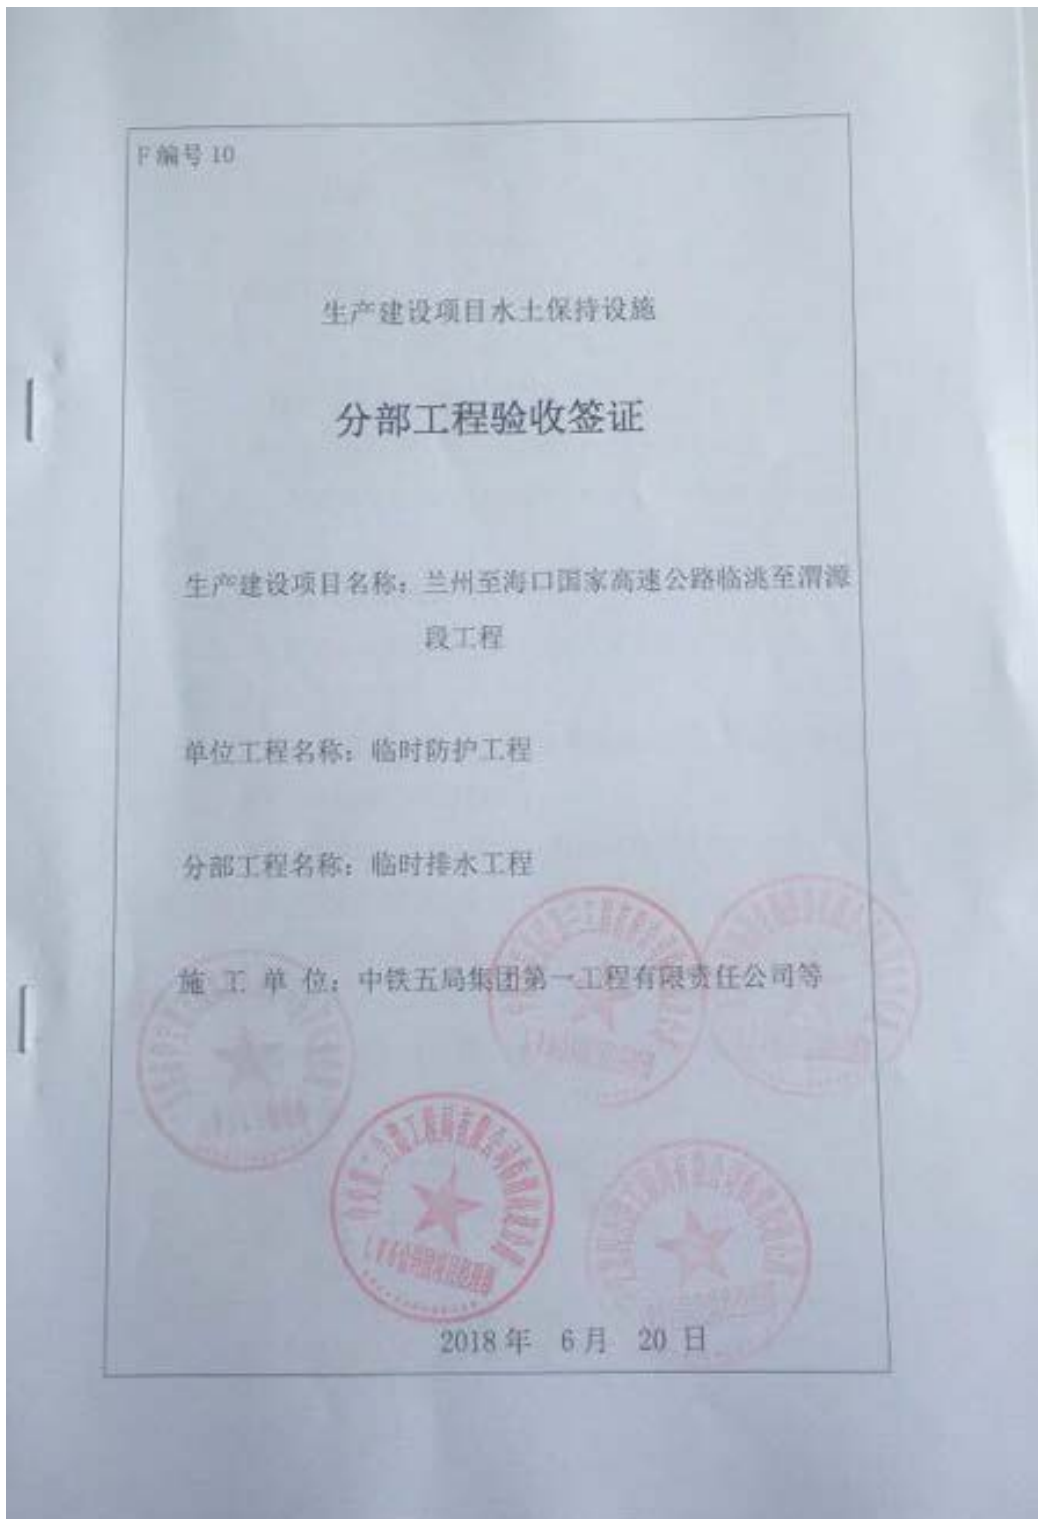 F编号10
生产建设项目水土保持设施
分部工程验收签证
生产建设项目名称：兰州至海口国家高速公路临洮至渭源
段工程
单位工程名称：临时防护工程
分部工程名称：临时排水工程
施 工 单 位：中铁五局集团第一工程有限责任公司等
2018年 6月 20日